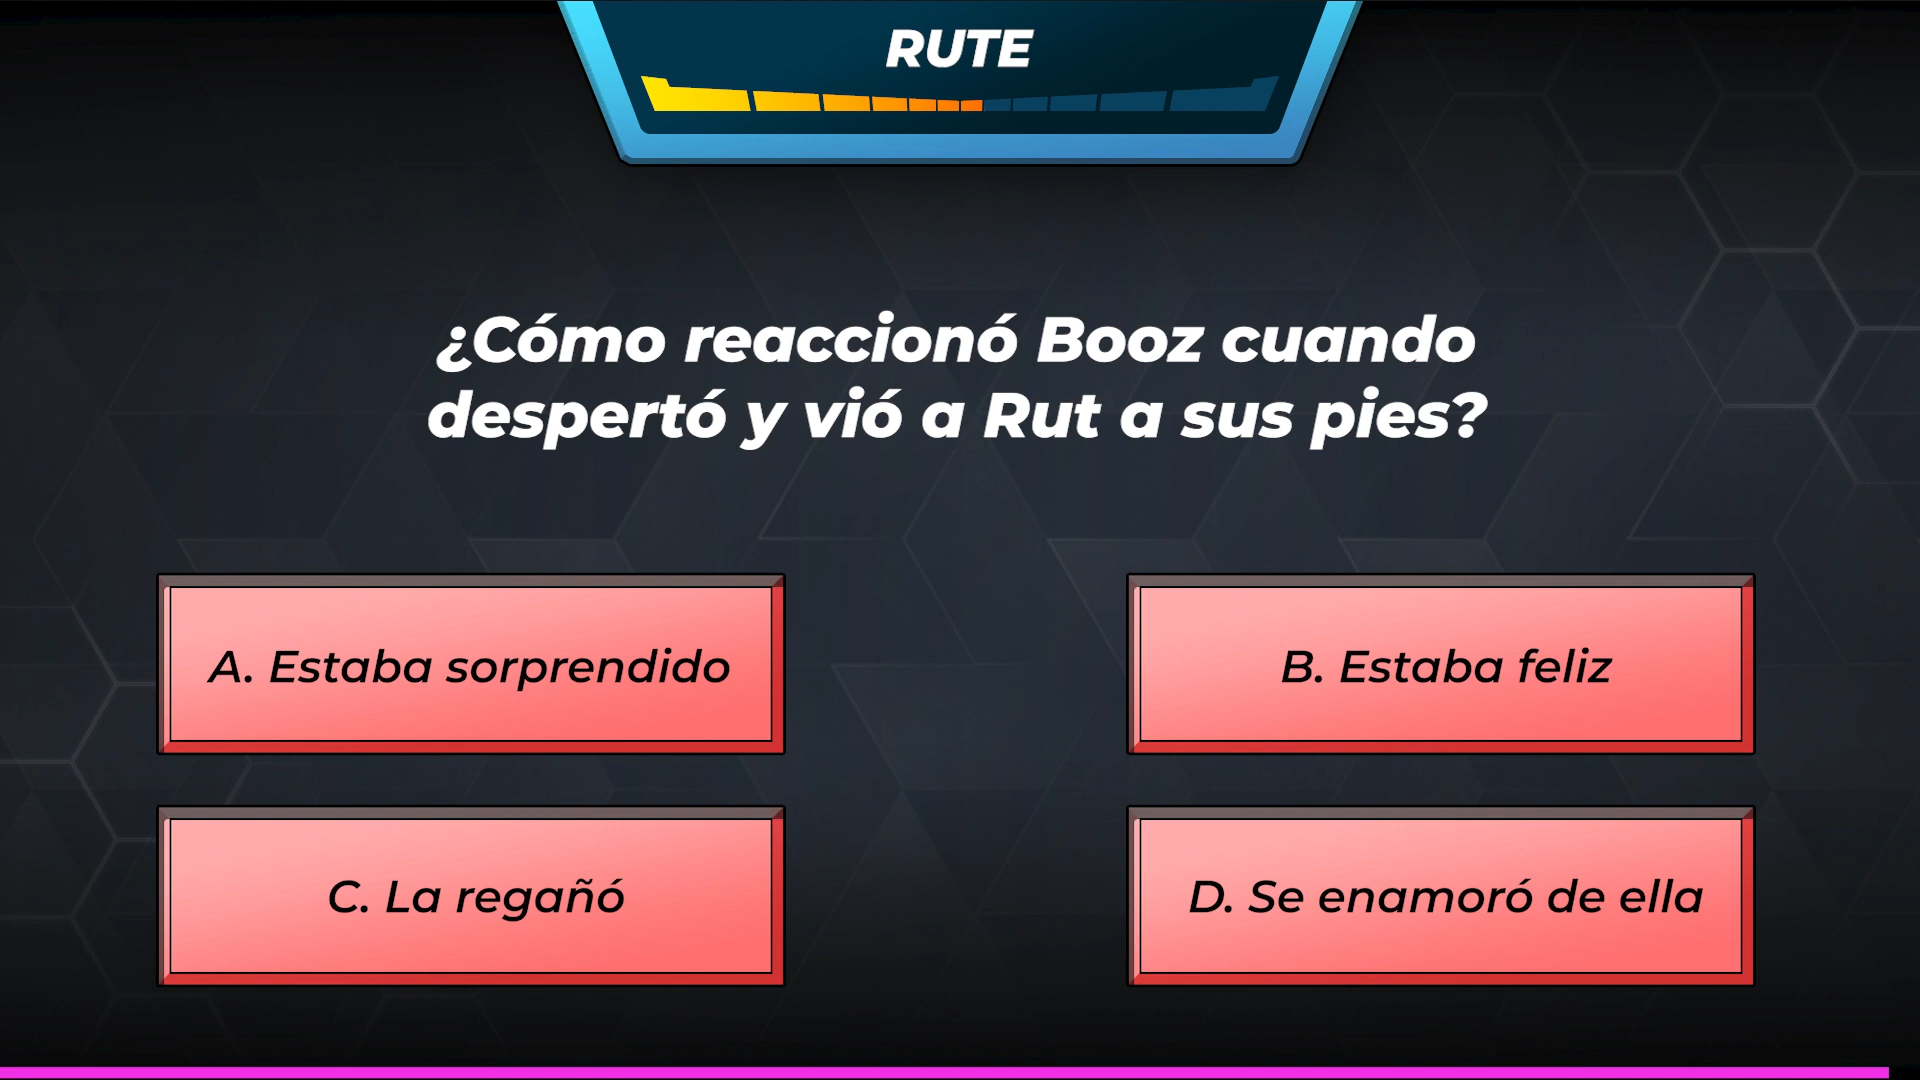 RUTE
¿Cómo reaccionó Booz cuando
despertó y vió a Rut a sus pies?
A. Estaba sorprendido
B. Estaba feliz
C. La regañó
D. Se enamoró de ella